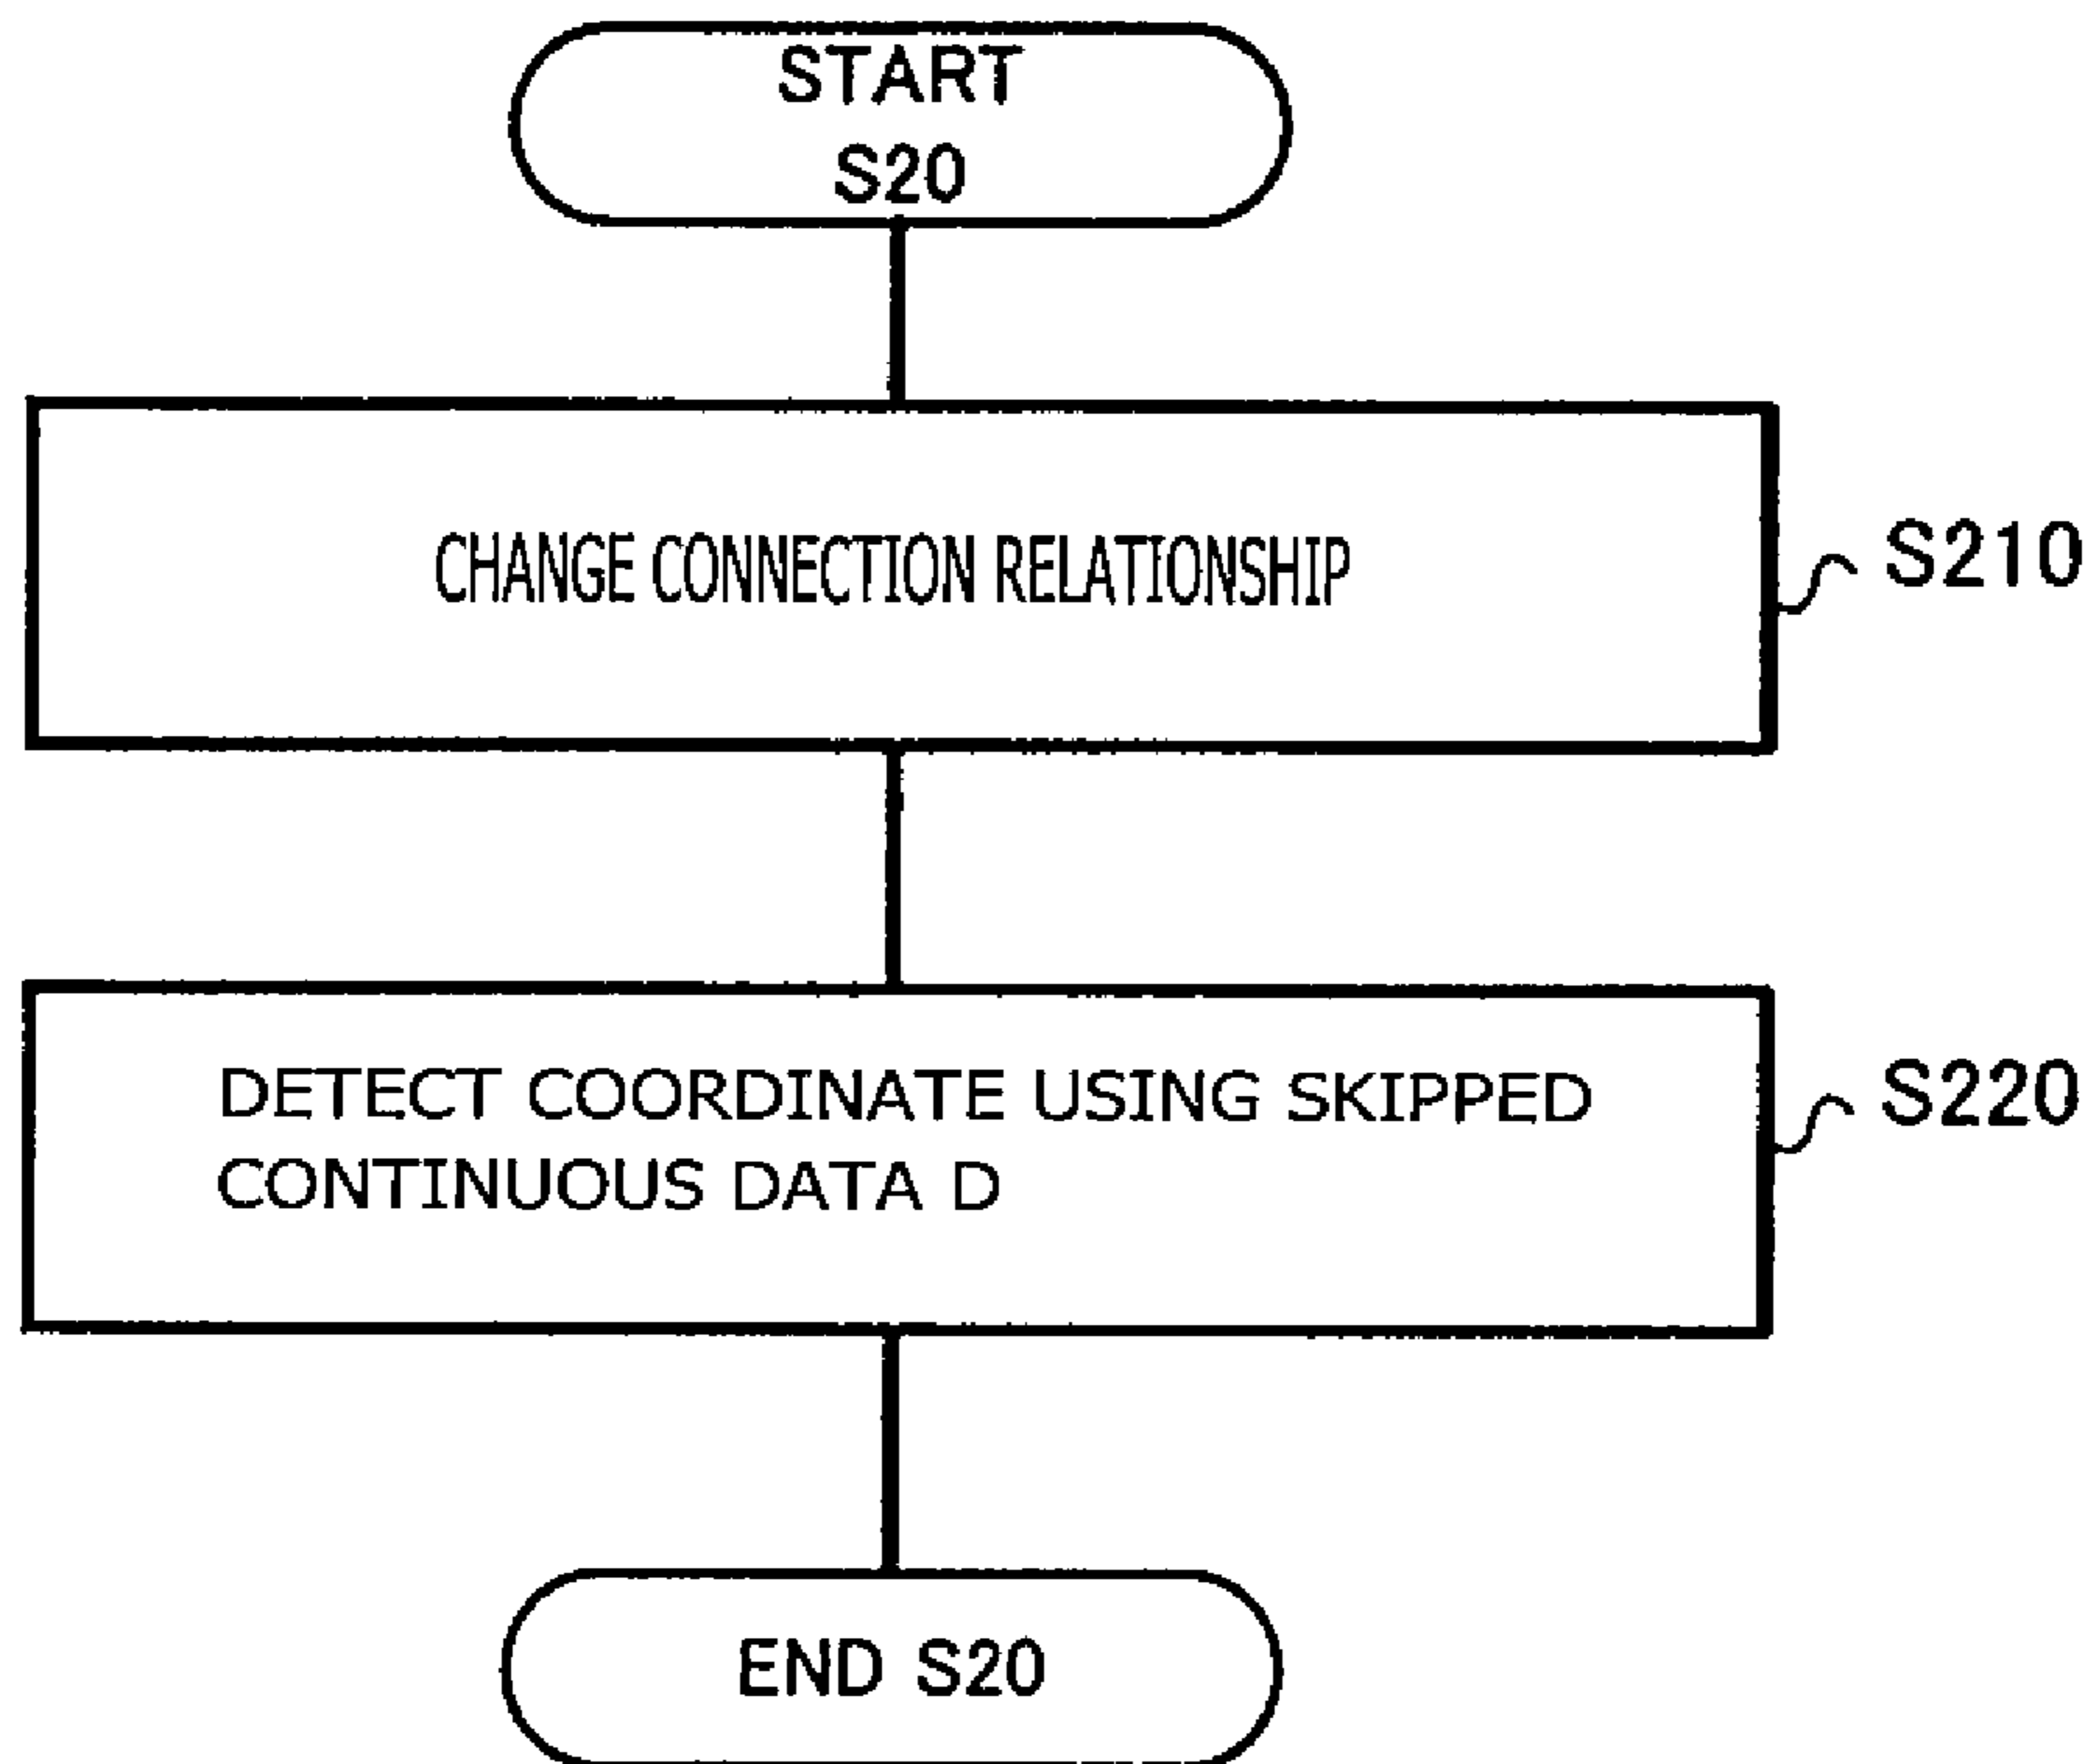 START
S20
CHANGE CONNECTION RELATIONSHIP
S210
DETECT COORDINATE USING SKIPPED
CONTINUOUS DATA D
S220
END S20